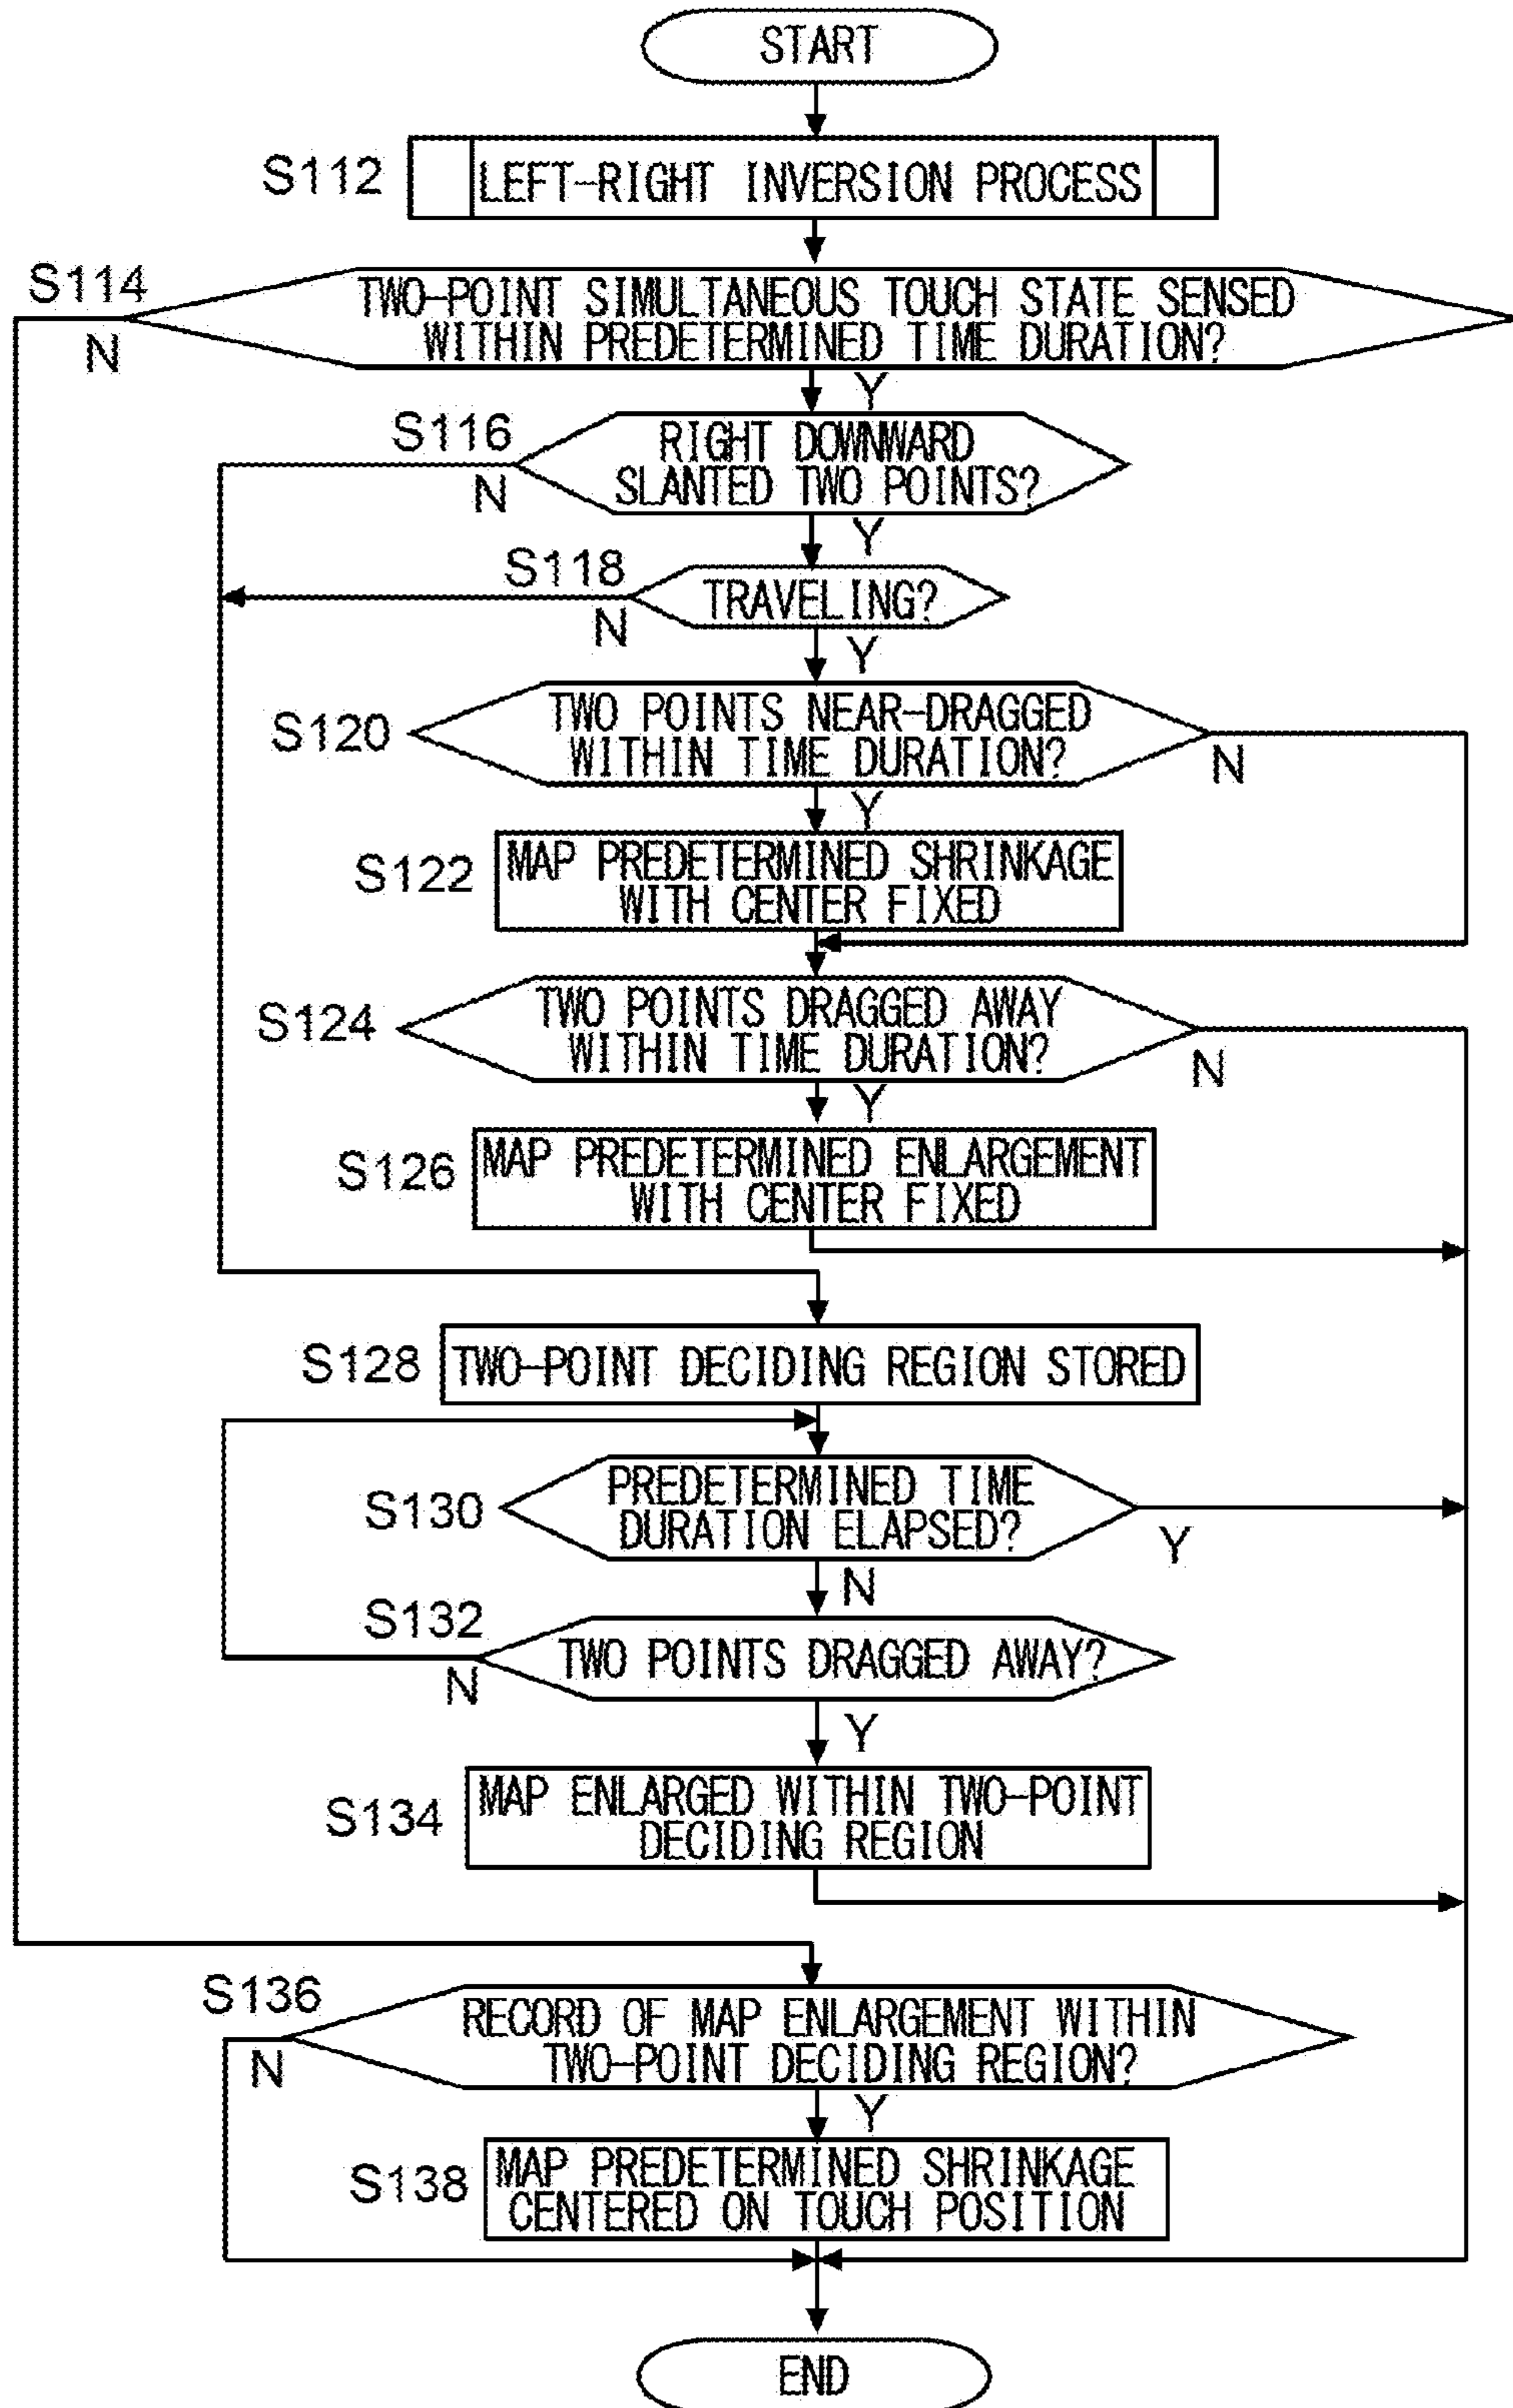 START
S112
LEFT-RIGHT INVERSION PROCESS
S114
TWO-POINT SIMULTANEOUS TOUCH STATE SENSED
WITHIN PREDETERMINED TIME DURATION?
N
Y
S116
RIGHT DOWNWARD
SLANTED TWO POINTS?
N
Y
S118
TRAVELING?
N
Y
S120
TWO POINTS NEAR-DRAGGED
WITHIN TIME DURATION?
N
Y
S122
MAP PREDETERMINED SHRINKAGE
WITH CENTER FIXED
S124
TWO POINTS DRAGGED AWAY
WITHIN TIME DURATION?
N
Y
S126
MAP PREDETERMINED ENLARGEMENT
WITH CENTER FIXED
S128
TWO-POINT DECIDING REGION STORED
S130
PREDETERMINED TIME
DURATION ELAPSED?
Y
N
S132
TWO POINTS DRAGGED AWAY?
N
Y
S134
MAP ENLARGED WITHIN TWO-POINT
DECIDING REGION
S136
RECORD OF MAP ENLARGEMENT WITHIN
TWO-POINT DECIDING REGION?
N
Y
S138
MAP PREDETERMINED SHRINKAGE
CENTERED ON TOUCH POSITION
END